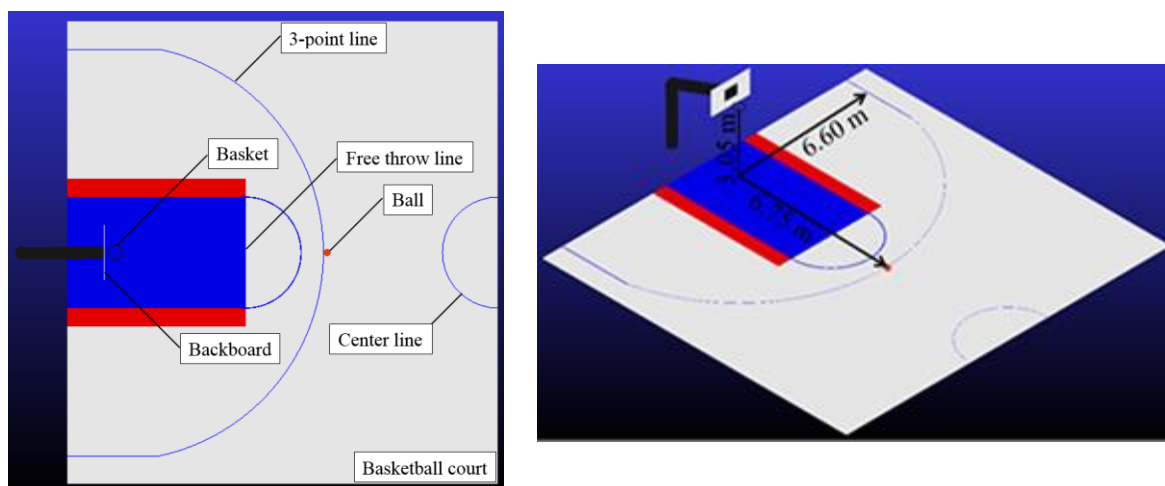 3-point line
Basket
Free throw line
Ball
Backboard
Center line
Basketball court
3.05 m
6.60 m
6.75 m